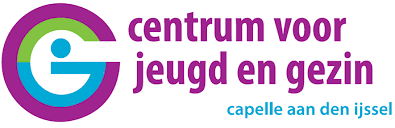 centrum voor
jeugd en gezin
capelle aan den ijssel